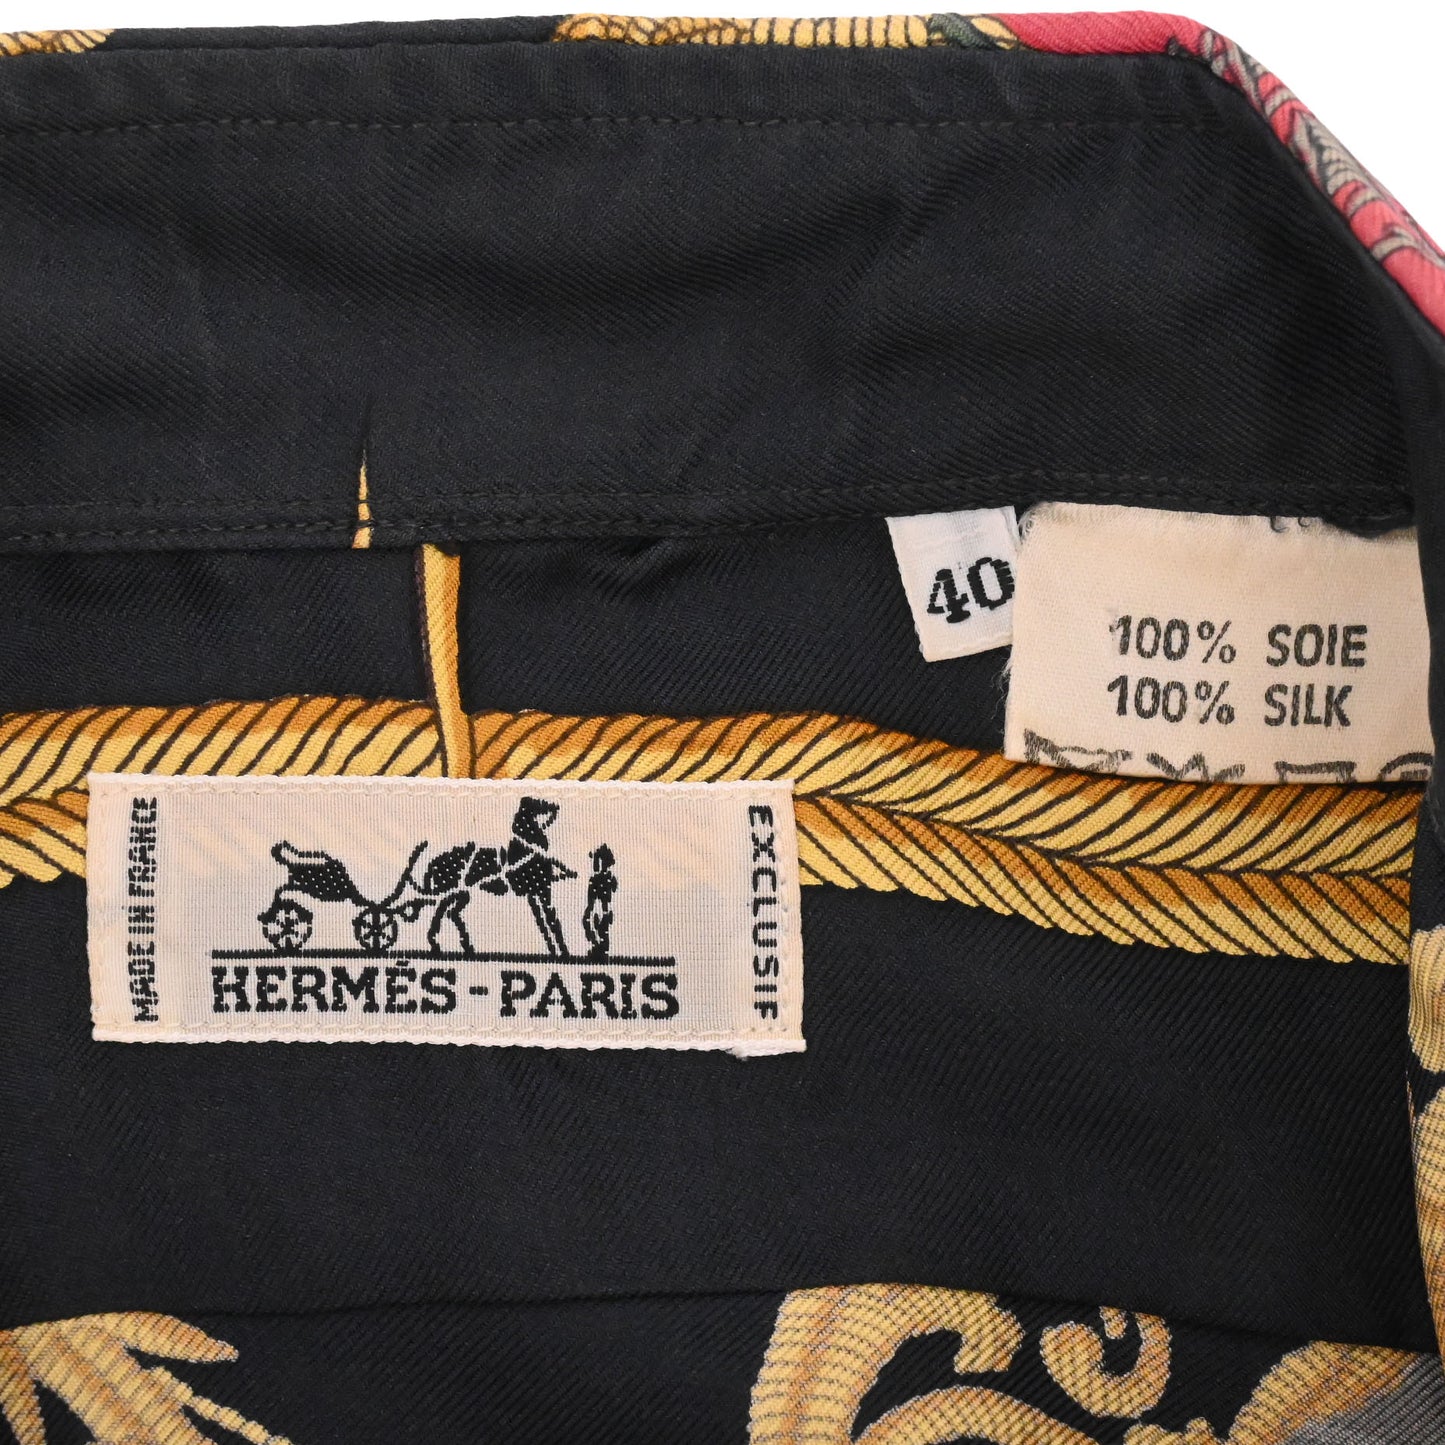 40
100% SOIE
100% SILK
MADE IN FRANCE
HERMÈS-PARIS
EXCLUSIF